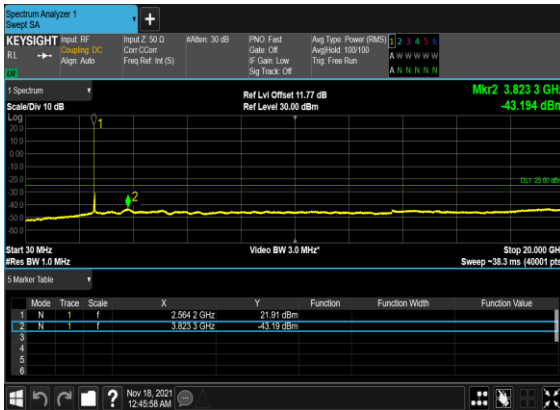 Spectrum Analyzer 1
Swept SA
+
KEYSIGHT Input: RF Input Z: 50 Ω #Atten: 30 dB PNO: Fast Avg Type: Power (RMS) 1 2 3 4 5 6
RL Coupling: DC Corr CCorr Gate: Off Avg|Hold: 100/100 A W W W W W
Align: Auto Freq Ref: Int (S) IF Gain: Low Trig: Free Run
Sig Track: Off A N N N N N
1 Spectrum
Ref Lvl Offset 11.77 dB Mkr2 3.823 3 GHz
Scale/Div 10 dB Ref Level 30.00 dBm -43.194 dBm
Log
20.0
10.0
0.00
-10.0
-20.0
DL1 -25.00 dBm
-30.0
-40.0
-50.0
-60.0
1
2
Start 30 MHz Video BW 3.0 MHz* Stop 20.000 GHz
#Res BW 1.0 MHz Sweep ~38.3 ms (40001 pts)
5 Marker Table
Mode Trace Scale X Y Function Function Width Function Value
1 N 1 f 2.564 2 GHz 21.91 dBm
2 N 1 f 3.823 3 GHz -43.19 dBm
3
4
5
6
? Nov 18, 2021
12:45:58 AM